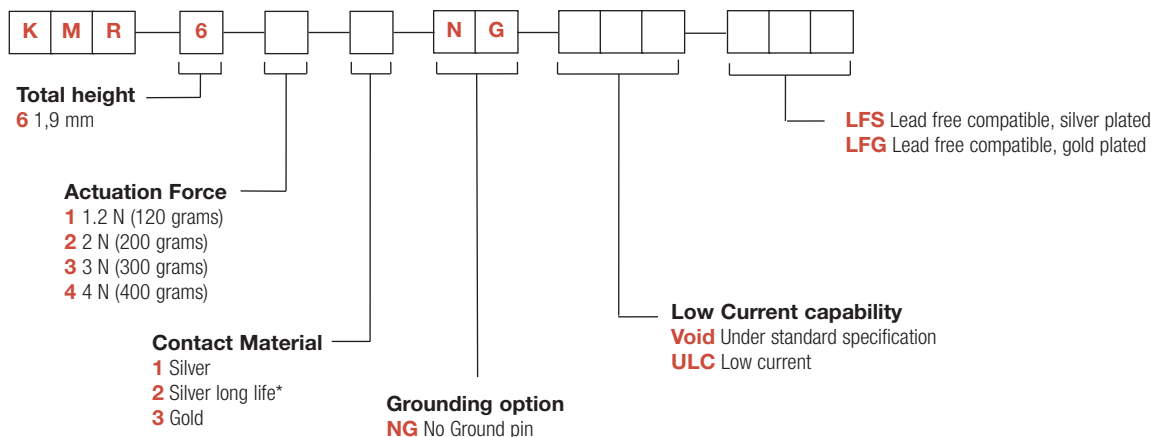 K M R 6 N G
Total height
6 1,9 mm
LFS Lead free compatible, silver plated
LFG Lead free compatible, gold plated
Actuation Force
1 1.2 N (120 grams)
2 2 N (200 grams)
3 3 N (300 grams)
4 4 N (400 grams)
Low Current capability
Void Under standard specification
ULC Low current
Contact Material
1 Silver
2 Silver long life*
3 Gold
Grounding option
NG No Ground pin